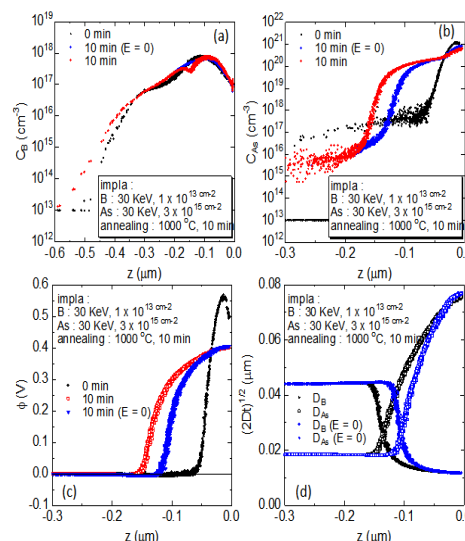 (a)
0 min
10 min (E = 0)
10 min
C_B (cm^-3)
10^19
10^18
10^17
10^16
10^15
10^14
10^13
10^12
impla :
B : 30 KeV, 1 x 10^13 cm-2
As : 30 KeV, 3 x 10^15 cm-2
annealing : 1000 °C, 10 min
-0.6 -0.5 -0.4 -0.3 -0.2 -0.1 0.0
z (µm)
(b)
0 min
10 min (E = 0)
10 min
C_As (cm^-3)
10^22
10^21
10^20
10^19
10^18
10^17
10^16
10^15
10^14
10^13
10^12
impla :
B : 30 KeV, 1 x 10^13 cm-2
As : 30 KeV, 3 x 10^15 cm-2
annealing : 1000 °C, 10 min
-0.3 -0.2 -0.1 0.0
z (µm)
impla :
B : 30 KeV, 1 x 10^13 cm-2
As : 30 KeV, 3 x 10^15 cm-2
annealing : 1000 °C, 10 min
0 min
10 min
10 min (E = 0)
ϕ (V)
0.6
0.4
0.2
0.0
0.1
(c)
-0.3 -0.2 -0.1 0.0
z (µm)
impla :
B : 30 KeV, 1 x 10^13 cm-2
As : 30 KeV, 3 x 10^15 cm-2
annealing : 1000 °C, 10 min
D_B
D_As
D_B (E = 0)
D_As (E = 0)
(2Dt)^1/2 (µm)
0.08
0.06
0.04
0.02
0.00
(d)
-0.3 -0.2 -0.1 0.0
z (µm)